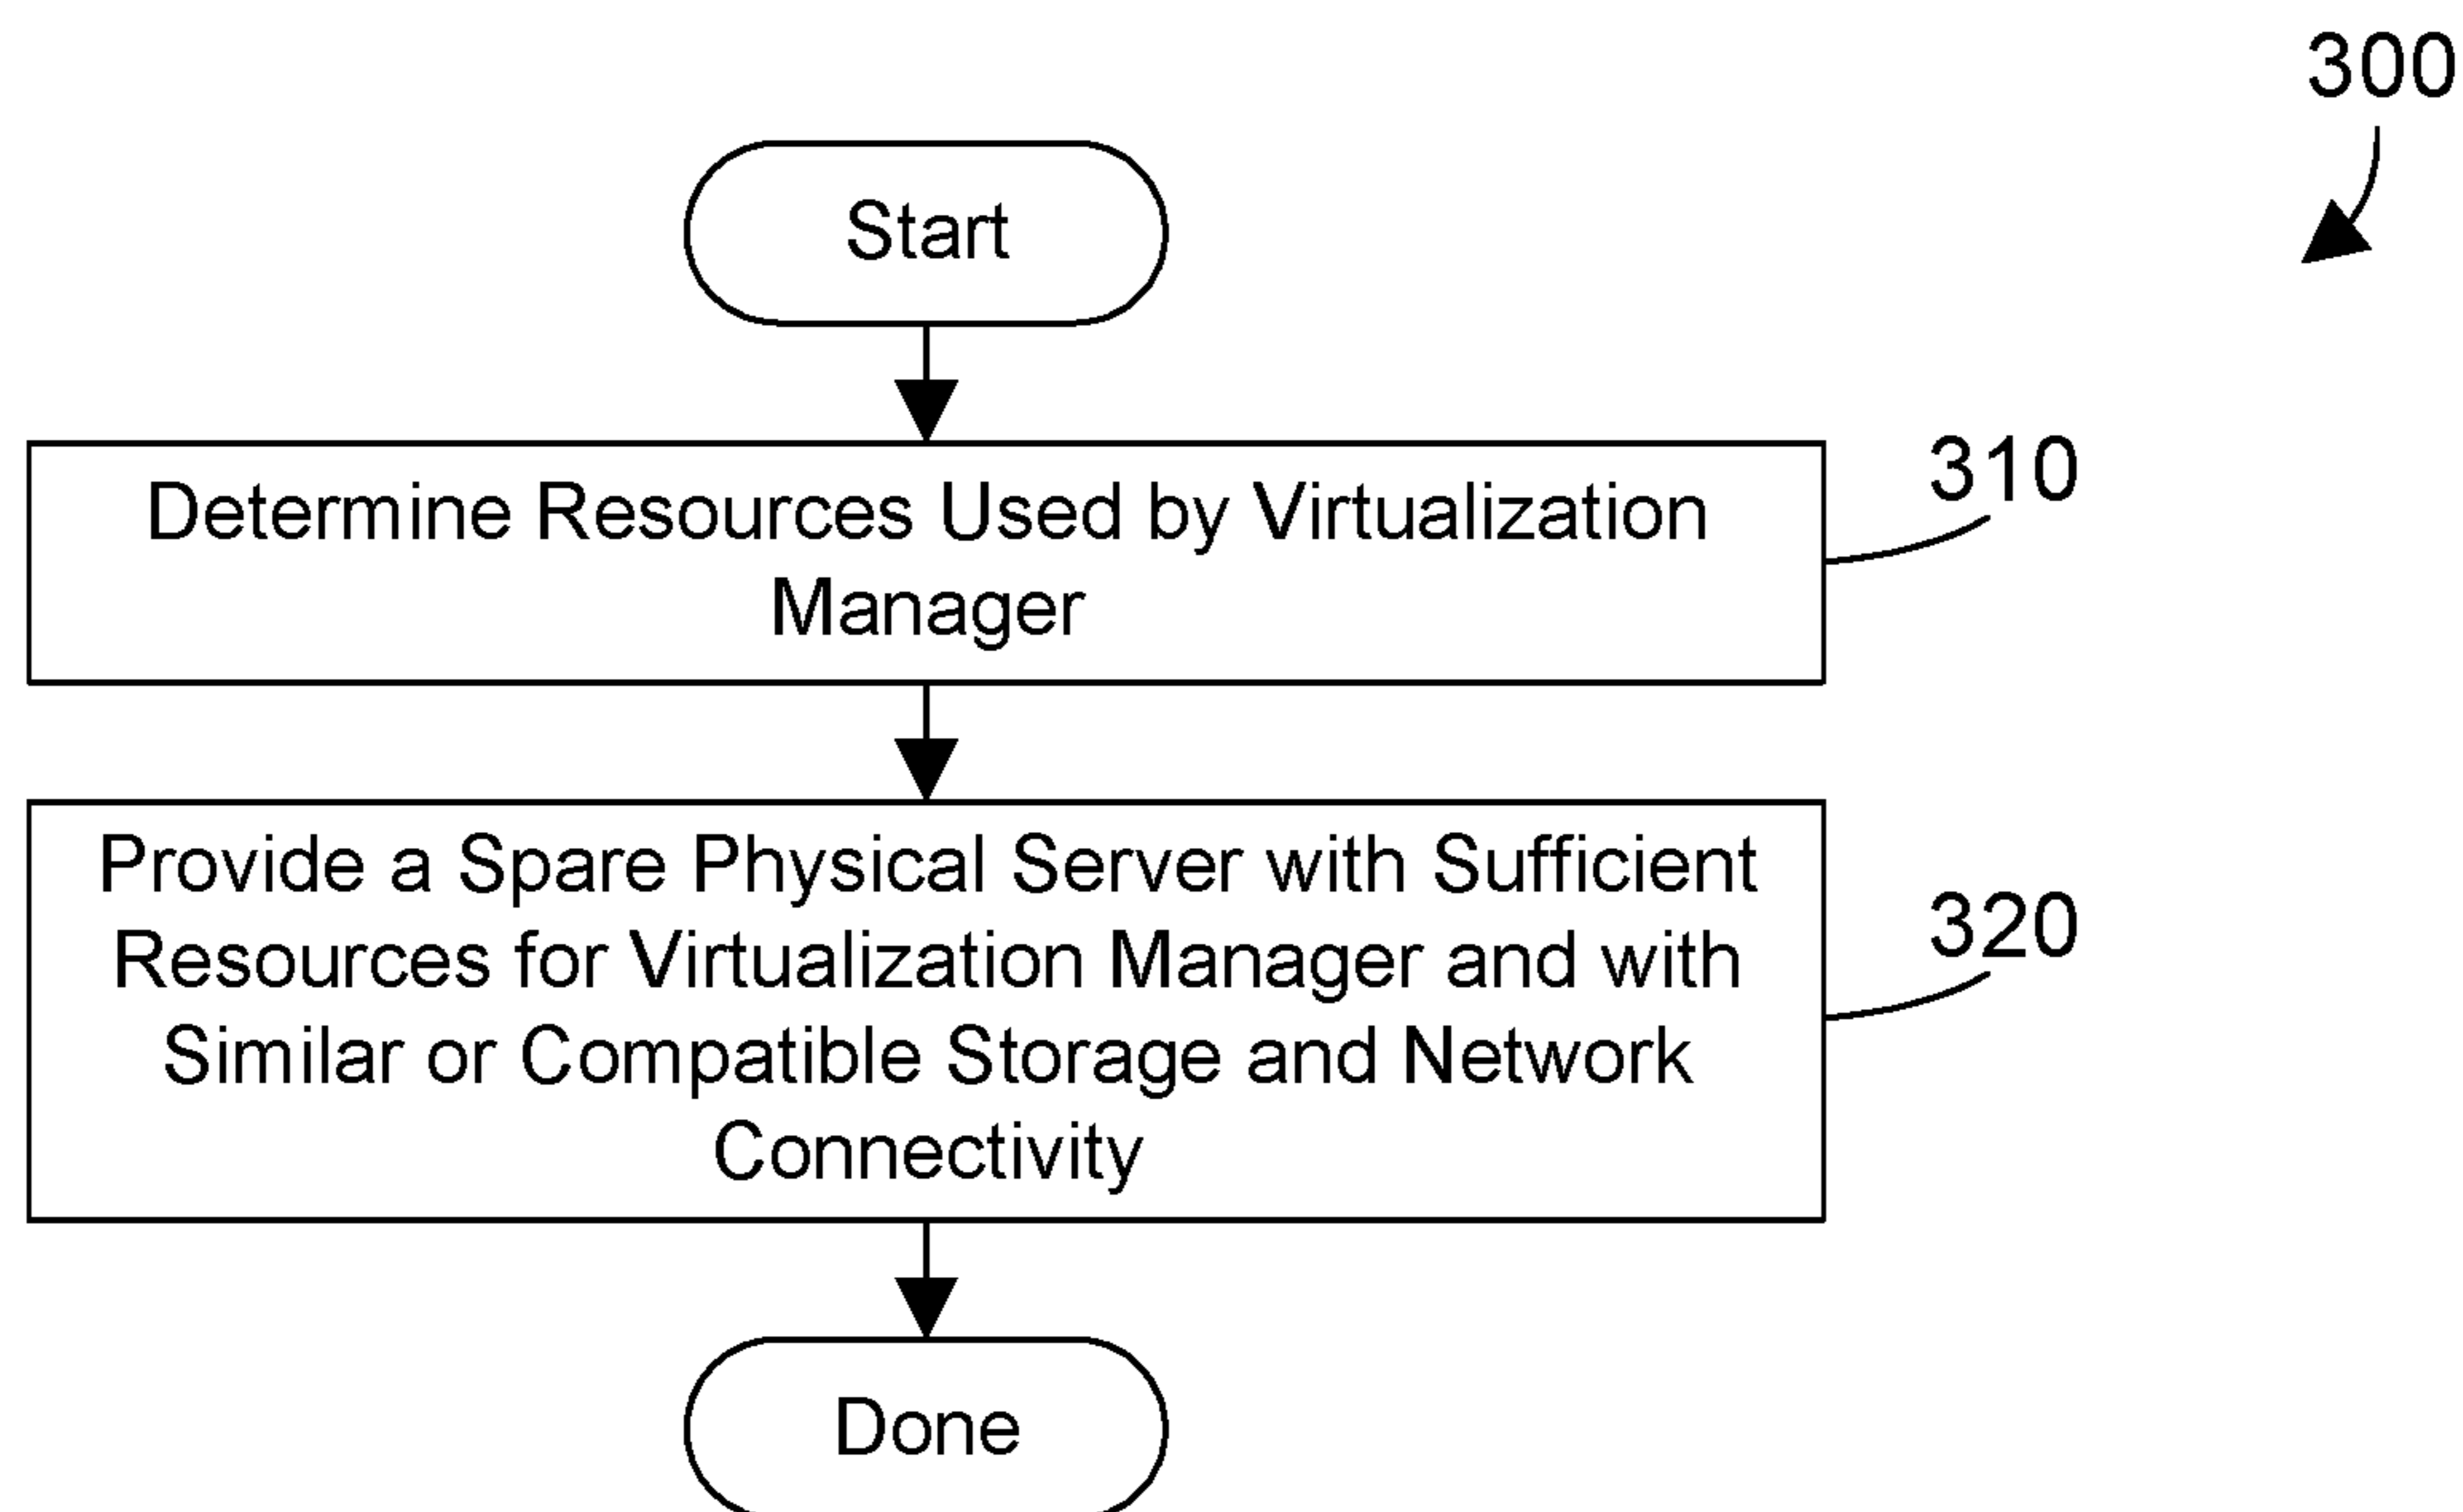 300
Start
Determine Resources Used by Virtualization
Manager
310
Provide a Spare Physical Server with Sufficient
Resources for Virtualization Manager and with
Similar or Compatible Storage and Network
Connectivity
320
Done